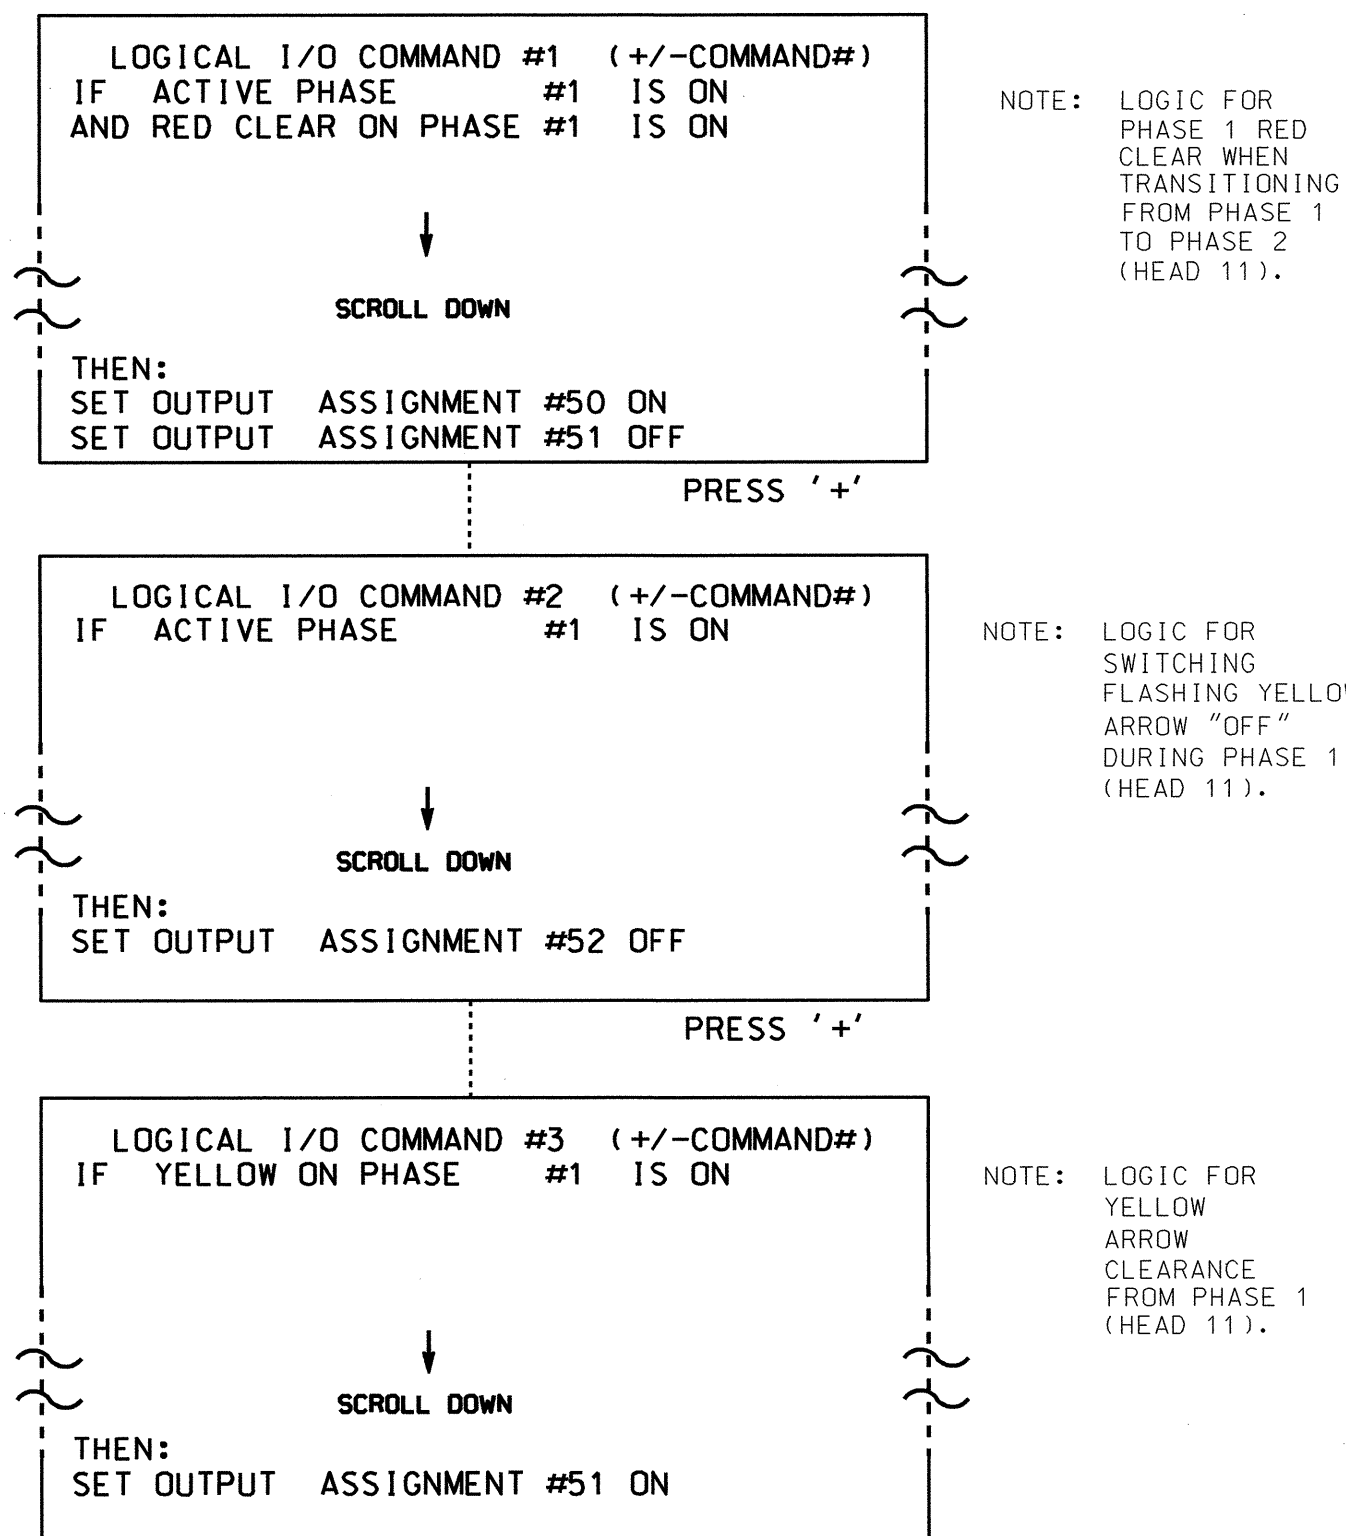 LOGICAL I/O COMMAND #1 (+/-COMMAND#)
IF ACTIVE PHASE #1 IS ON
AND RED CLEAR ON PHASE #1 IS ON
SCROLL DOWN
THEN:
SET OUTPUT ASSIGNMENT #50 ON
SET OUTPUT ASSIGNMENT #51 OFF
NOTE: LOGIC FOR
PHASE 1 RED
CLEAR WHEN
TRANSITIONING
FROM PHASE 1
TO PHASE 2
(HEAD 11).
PRESS '+'
LOGICAL I/O COMMAND #2 (+/-COMMAND#)
IF ACTIVE PHASE #1 IS ON
SCROLL DOWN
THEN:
SET OUTPUT ASSIGNMENT #52 OFF
NOTE: LOGIC FOR
SWITCHING
FLASHING YELLOW
ARROW "OFF"
DURING PHASE 1
(HEAD 11).
PRESS '+'
LOGICAL I/O COMMAND #3 (+/-COMMAND#)
IF YELLOW ON PHASE #1 IS ON
SCROLL DOWN
THEN:
SET OUTPUT ASSIGNMENT #51 ON
NOTE: LOGIC FOR
YELLOW
ARROW
CLEARANCE
FROM PHASE 1
(HEAD 11).